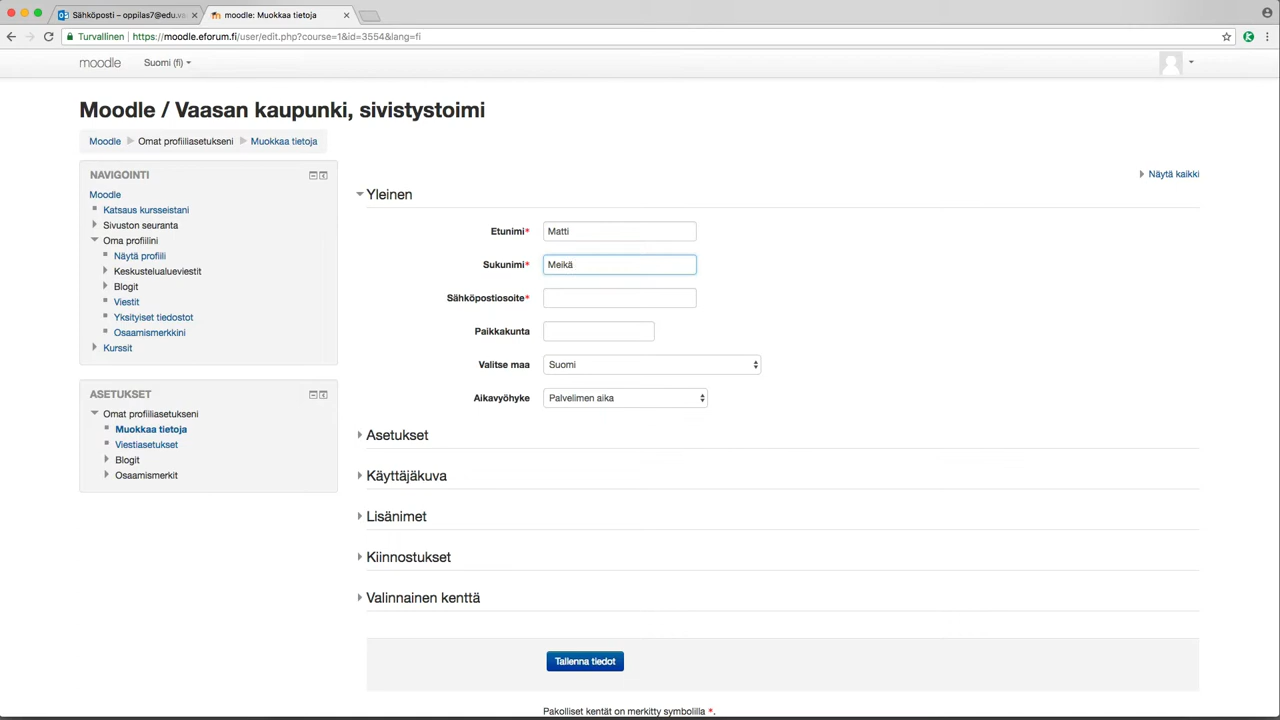 Sähköposti – oppilas7@edu.va
moodle: Muokkaa tietoja
Turvallinen
https://moodle.eforum.fi/user/edit.php?course=1&id=3554&lang=fi
moodle
Suomi (fi)
Moodle / Vaasan kaupunki, sivistystoimi
Moodle
Omat profiiliasetukseni
Muokkaa tietoja
NAVIGOINTI
Moodle
Katsaus kursseistani
Sivuston seuranta
Oma profiilini
Näytä profiili
Keskustelualueviestit
Blogit
Viestit
Yksityiset tiedostot
Osaamismerkkini
Kurssit
ASETUKSET
Omat profiiliasetukseni
Muokkaa tietoja
Viestiasetukset
Blogit
Osaamismerkit
Näytä kaikki
Yleinen
Etunimi* Matti
Sukunimi* Meikä
Sähköpostiosoite*
Paikkakunta
Valitse maa Suomi
Aikavyöhyke Palvelimen aika
Asetukset
Käyttäjäkuva
Lisänimet
Kiinnostukset
Valinnainen kenttä
Tallenna tiedot
Pakolliset kentät on merkitty symbolilla *.